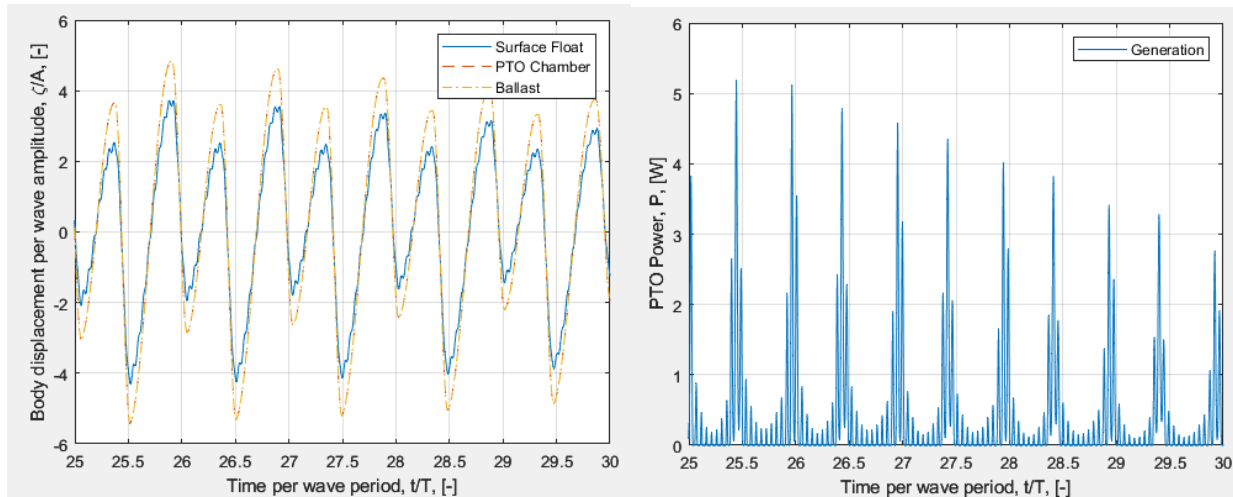 Body displacement per wave amplitude, ζ/A, [-]
6
4
2
0
-2
-4
-6
Surface Float
PTO Chamber
Ballast
25 25.5 26 26.5 27 27.5 28 28.5 29 29.5 30
Time per wave period, t/T, [-]
PTO Power, P, [W]
6
5
4
3
2
1
0
Generation
25 25.5 26 26.5 27 27.5 28 28.5 29 29.5 30
Time per wave period, t/T, [-]